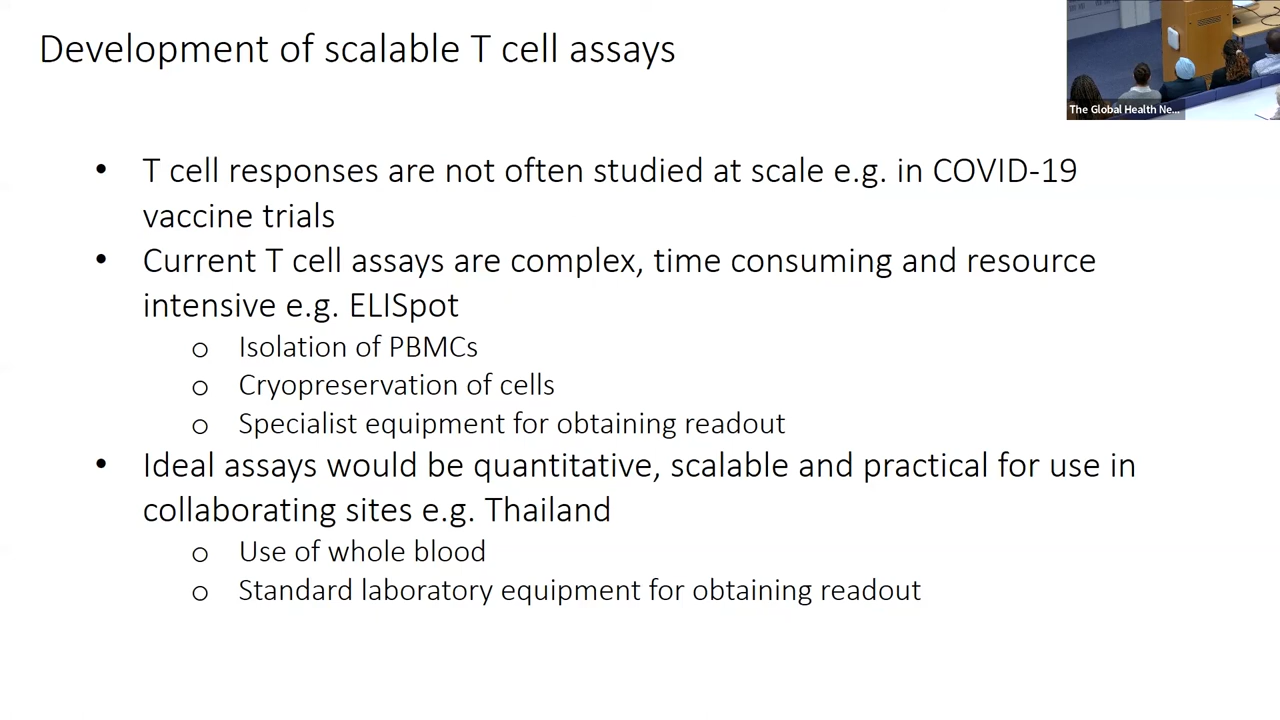 Development of scalable T cell assays
The Global Health Ne...
• T cell responses are not often studied at scale e.g. in COVID-19
vaccine trials
• Current T cell assays are complex, time consuming and resource
intensive e.g. ELISpot
o Isolation of PBMCs
o Cryopreservation of cells
o Specialist equipment for obtaining readout
• Ideal assays would be quantitative, scalable and practical for use in
collaborating sites e.g. Thailand
o Use of whole blood
o Standard laboratory equipment for obtaining readout